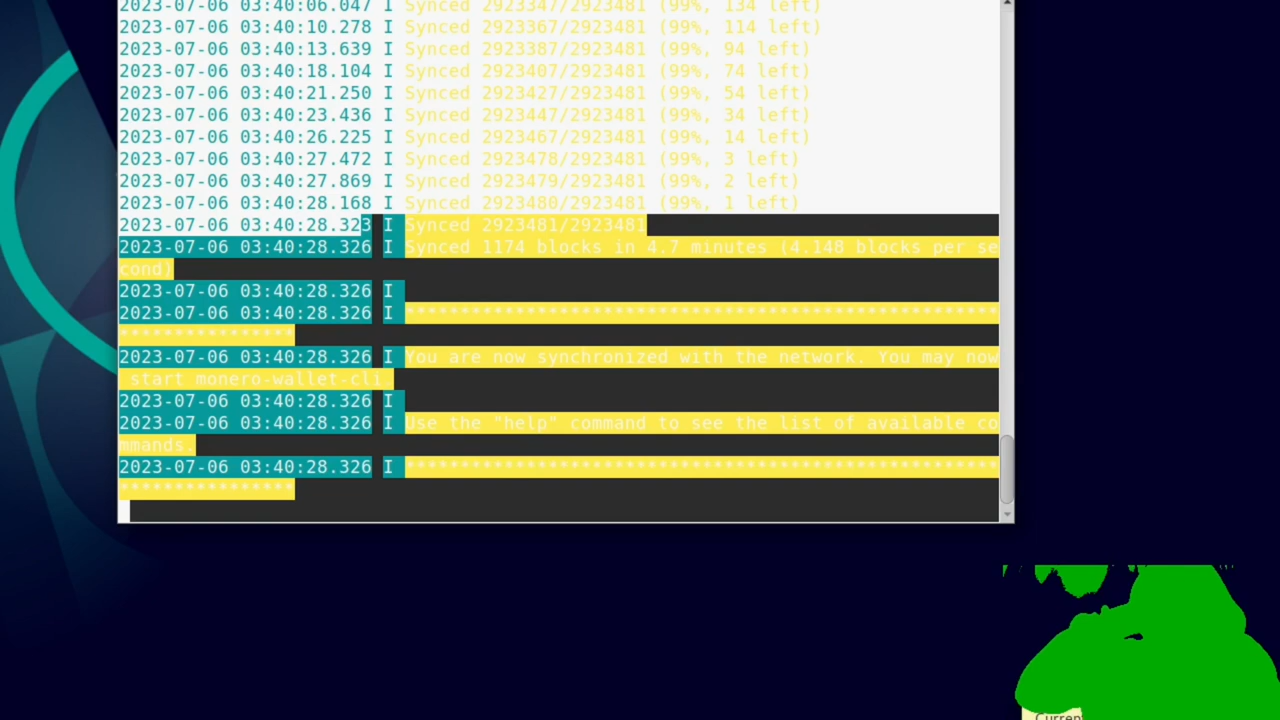 2023-07-06 03:40:06.047 I Synced 2923347/2923481 (99%, 134 left)
2023-07-06 03:40:10.278 I Synced 2923367/2923481 (99%, 114 left)
2023-07-06 03:40:13.639 I Synced 2923387/2923481 (99%, 94 left)
2023-07-06 03:40:18.104 I Synced 2923407/2923481 (99%, 74 left)
2023-07-06 03:40:21.250 I Synced 2923427/2923481 (99%, 54 left)
2023-07-06 03:40:23.436 I Synced 2923447/2923481 (99%, 34 left)
2023-07-06 03:40:26.225 I Synced 2923467/2923481 (99%, 14 left)
2023-07-06 03:40:27.472 I Synced 2923478/2923481 (99%, 3 left)
2023-07-06 03:40:27.869 I Synced 2923479/2923481 (99%, 2 left)
2023-07-06 03:40:28.168 I Synced 2923480/2923481 (99%, 1 left)
2023-07-06 03:40:28.323 I Synced 2923481/2923481
2023-07-06 03:40:28.326 I Synced 1174 blocks in 4.7 minutes (4.148 blocks per se
cond)
2023-07-06 03:40:28.326 I
2023-07-06 03:40:28.326 I ******************************************************
****************
2023-07-06 03:40:28.326 I You are now synchronized with the network. You may now
start monero-wallet-cli.
2023-07-06 03:40:28.326 I
2023-07-06 03:40:28.326 I Use the "help" command to see the list of available co
mmands.
2023-07-06 03:40:28.326 I ******************************************************
****************
Current